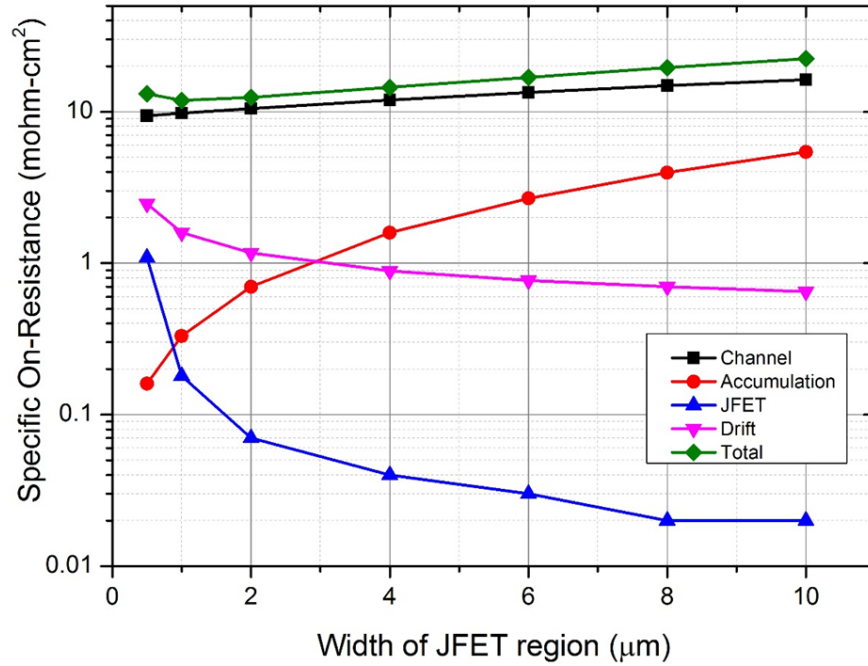 Specific On-Resistance (mohm-cm²)
10
1
0.1
0.01
0
2
4
6
8
10
Width of JFET region (μm)
Channel
Accumulation
JFET
Drift
Total